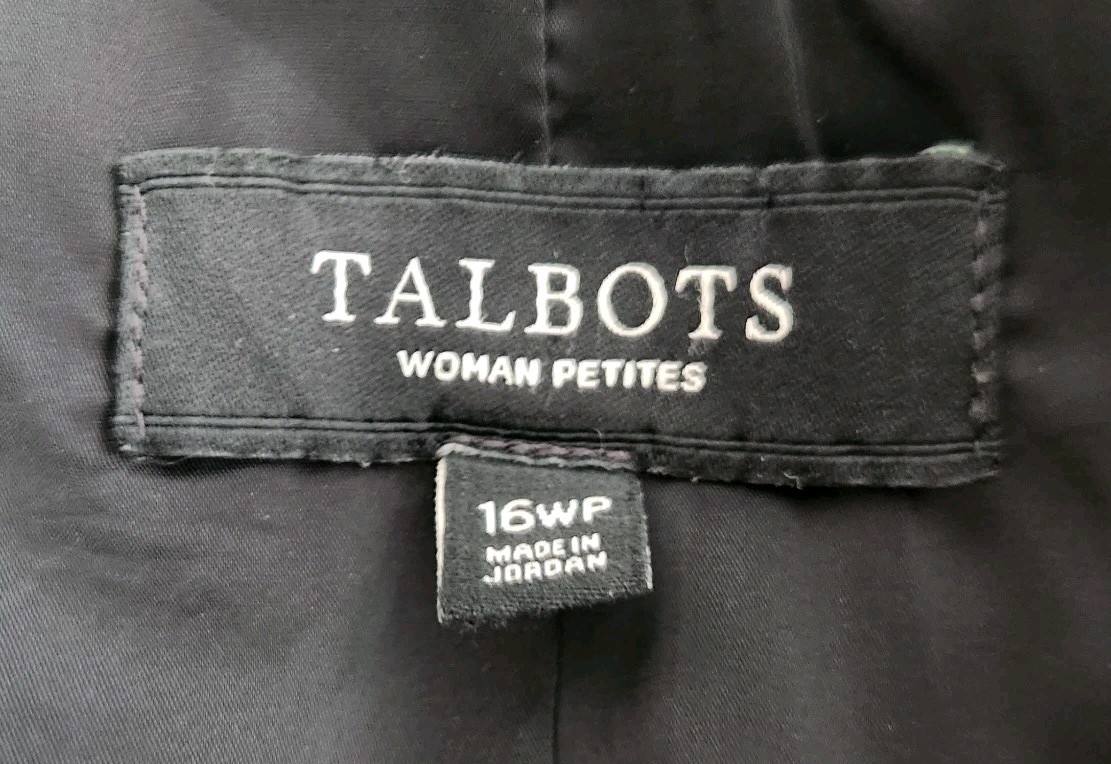 TALBOTS
WOMAN PETITES
16WP
MADE IN
JORDAN